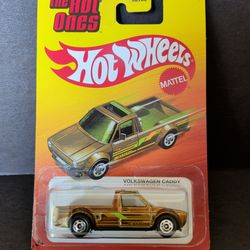 The Hot
Ones
Hot Wheels
MATTEL
VOLKSWAGEN CADDY